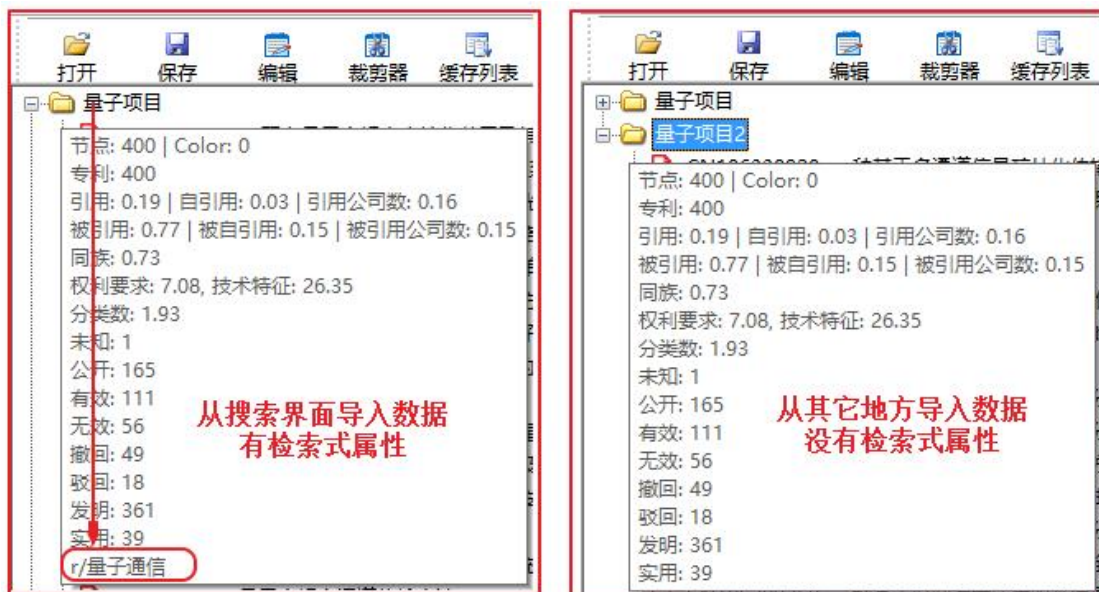 打开 保存 编辑 裁剪器 缓存列表
量子项目
节点: 400 | Color: 0
专利: 400
引用: 0.19 | 自引用: 0.03 | 引用公司数: 0.16
被引用: 0.77 | 被自引用: 0.15 | 被引用公司数: 0.15
同族: 0.73
权利要求: 7.08, 技术特征: 26.35
分类数: 1.93
未知: 1
公开: 165
有效: 111
无效: 56
撤回: 49
驳回: 18
发明: 361
实用: 39
r/量子通信
从搜索界面导入数据
有检索式属性
打开 保存 编辑 裁剪器 缓存列表
量子项目
量子项目2
节点: 400 | Color: 0
专利: 400
引用: 0.19 | 自引用: 0.03 | 引用公司数: 0.16
被引用: 0.77 | 被自引用: 0.15 | 被引用公司数: 0.15
同族: 0.73
权利要求: 7.08, 技术特征: 26.35
分类数: 1.93
未知: 1
公开: 165
有效: 111
无效: 56
撤回: 49
驳回: 18
发明: 361
实用: 39
从其它地方导入数据
没有检索式属性